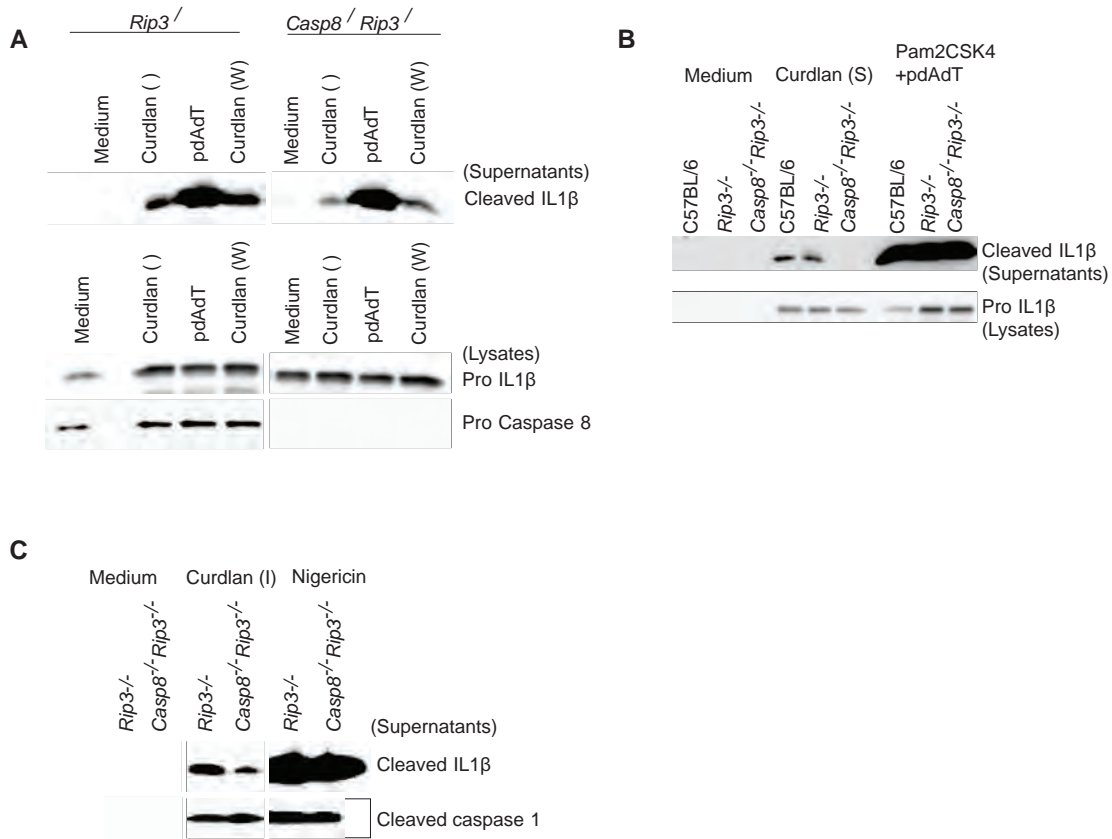 A
Rip3 /
Casp8 / Rip3 /
Medium
Curdlan ( )
pdAdT
Curdlan (W)
Medium
Curdlan ( )
pdAdT
Curdlan (W)
(Supernatants)
Cleaved IL1β
Medium
Curdlan ( )
pdAdT
Curdlan (W)
Medium
Curdlan ( )
pdAdT
Curdlan (W)
(Lysates)
Pro IL1β
Pro Caspase 8
B
Medium
Curdlan (S)
Pam2CSK4
+pdAdT
C57BL/6
Rip3-/-
Casp8-/-Rip3-/-
C57BL/6
Rip3-/-
Casp8-/-Rip3-/-
C57BL/6
Rip3-/-
Casp8-/-Rip3-/-
Cleaved IL1β
(Supernatants)
Pro IL1β
(Lysates)
C
Medium
Curdlan (I)
Nigericin
Rip3-/-
Casp8-/-Rip3-/-
Rip3-/-
Casp8-/-Rip3-/-
Rip3-/-
Casp8-/-Rip3-/-
(Supernatants)
Cleaved IL1β
Cleaved caspase 1